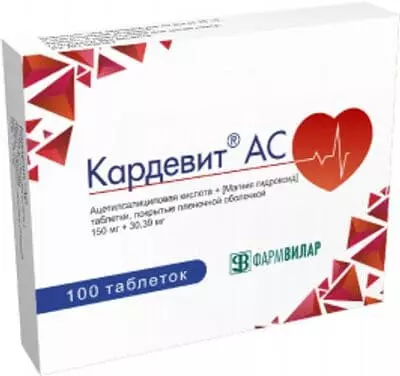 Кардевит® АС
Ацетилсалициловая кислота + [Магния гидроксид]
таблетки, покрытые пленочной оболочкой
150 мг + 30,39 мг
ФАРМВИЛАР
100 таблеток